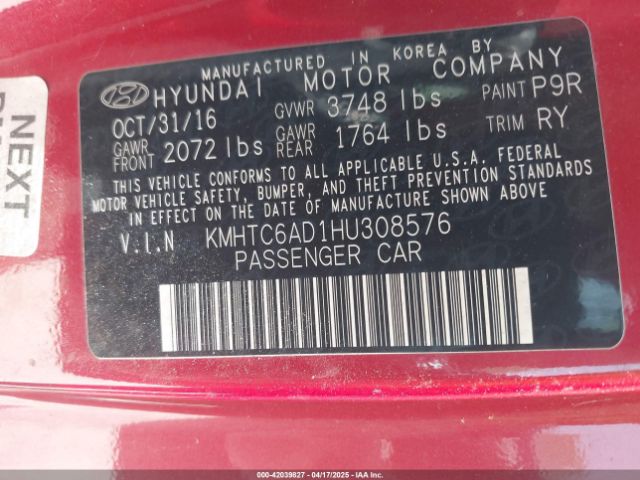 MANUFACTURED IN KOREA BY
HYUNDAI MOTOR COMPANY
OCT/31/16 GVWR 3748 lbs PAINT P9R
GAWR FRONT 2072 lbs GAWR REAR 1764 lbs TRIM RY
THIS VEHICLE CONFORMS TO ALL APPLICABLE U.S.A. FEDERAL
MOTOR VEHICLE SAFETY, BUMPER, AND THEFT PREVENTION STANDARDS
IN EFFECT ON THE DATE OF MANUFACTURE SHOWN ABOVE
V.I.N KMHTC6AD1HU308576
PASSENGER CAR
NEXT
000-42039827 - 04/17/2025 - IAAI.COM